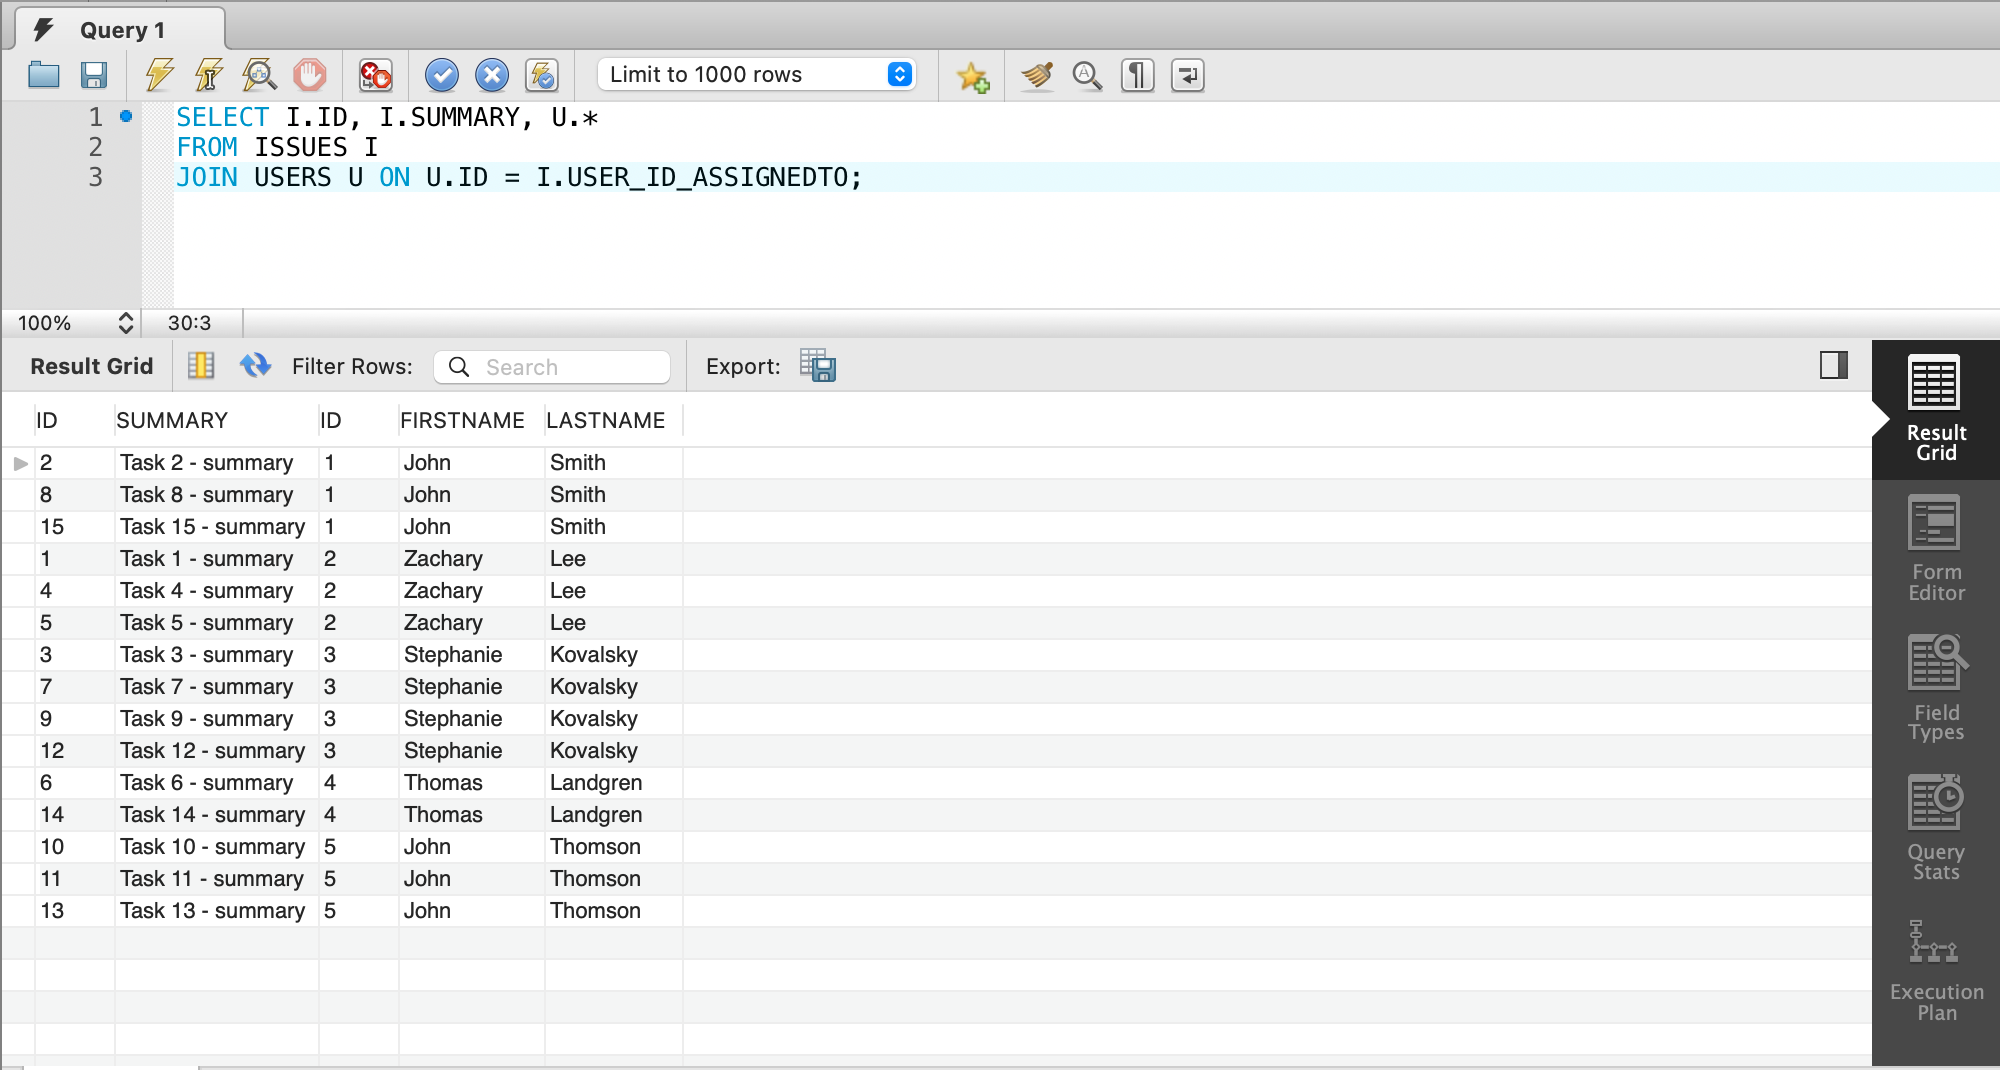 Query 1
Limit to 1000 rows
1 SELECT I.ID, I.SUMMARY, U.*
2 FROM ISSUES I
3 JOIN USERS U ON U.ID = I.USER_ID_ASSIGNEDTO;
100% 30:3
Result Grid Filter Rows: Search Export:
ID SUMMARY ID FIRSTNAME LASTNAME
2 Task 2 - summary 1 John Smith
8 Task 8 - summary 1 John Smith
15 Task 15 - summary 1 John Smith
1 Task 1 - summary 2 Zachary Lee
4 Task 4 - summary 2 Zachary Lee
5 Task 5 - summary 2 Zachary Lee
3 Task 3 - summary 3 Stephanie Kovalsky
7 Task 7 - summary 3 Stephanie Kovalsky
9 Task 9 - summary 3 Stephanie Kovalsky
12 Task 12 - summary 3 Stephanie Kovalsky
6 Task 6 - summary 4 Thomas Landgren
14 Task 14 - summary 4 Thomas Landgren
10 Task 10 - summary 5 John Thomson
11 Task 11 - summary 5 John Thomson
13 Task 13 - summary 5 John Thomson
Result
Grid
Form
Editor
Field
Types
Query
Stats
Execution
Plan